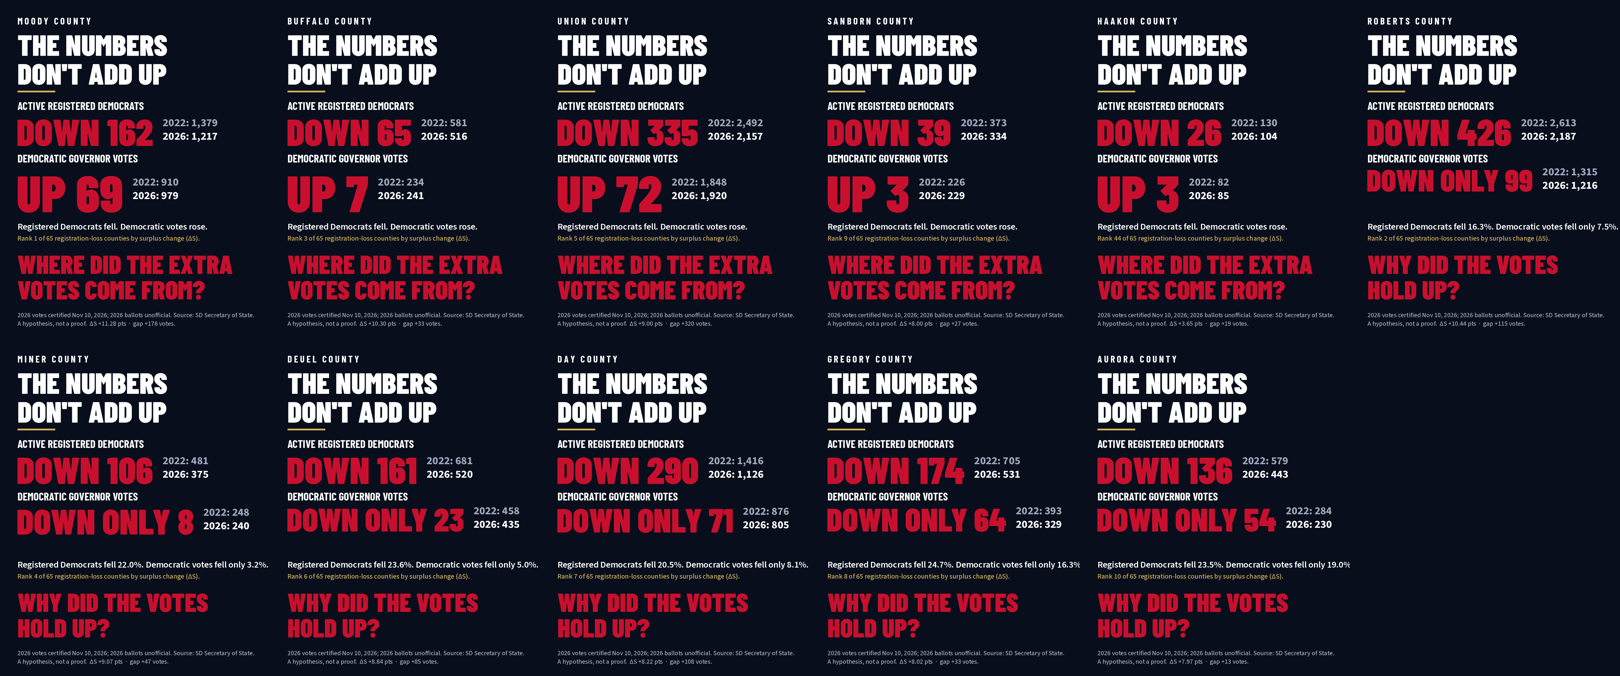 MOODY COUNTY
THE NUMBERS
DON'T ADD UP
ACTIVE REGISTERED DEMOCRATS
DOWN 162
2022: 1,379
2026: 1,217
DEMOCRATIC GOVERNOR VOTES
UP 69
2022: 910
2026: 979
Registered Democrats fell. Democratic votes rose.
Rank 1 of 65 registration-loss counties by surplus change (ΔS).
WHERE DID THE EXTRA
VOTES COME FROM?
2026 votes certified Nov 10, 2026; 2026 ballots unofficial. Source: SD Secretary of State.
A hypothesis, not a proof. ΔS +11.28 pts · gap +176 votes.
BUFFALO COUNTY
THE NUMBERS
DON'T ADD UP
ACTIVE REGISTERED DEMOCRATS
DOWN 65
2022: 581
2026: 516
DEMOCRATIC GOVERNOR VOTES
UP 7
2022: 234
2026: 241
Registered Democrats fell. Democratic votes rose.
Rank 3 of 65 registration-loss counties by surplus change (ΔS).
WHERE DID THE EXTRA
VOTES COME FROM?
2026 votes certified Nov 10, 2026; 2026 ballots unofficial. Source: SD Secretary of State.
A hypothesis, not a proof. ΔS +10.30 pts · gap +33 votes.
UNION COUNTY
THE NUMBERS
DON'T ADD UP
ACTIVE REGISTERED DEMOCRATS
DOWN 335
2022: 2,492
2026: 2,157
DEMOCRATIC GOVERNOR VOTES
UP 72
2022: 1,848
2026: 1,920
Registered Democrats fell. Democratic votes rose.
Rank 5 of 65 registration-loss counties by surplus change (ΔS).
WHERE DID THE EXTRA
VOTES COME FROM?
2026 votes certified Nov 10, 2026; 2026 ballots unofficial. Source: SD Secretary of State.
A hypothesis, not a proof. ΔS +9.00 pts · gap +320 votes.
SANBORN COUNTY
THE NUMBERS
DON'T ADD UP
ACTIVE REGISTERED DEMOCRATS
DOWN 39
2022: 373
2026: 334
DEMOCRATIC GOVERNOR VOTES
UP 3
2022: 226
2026: 229
Registered Democrats fell. Democratic votes rose.
Rank 9 of 65 registration-loss counties by surplus change (ΔS).
WHERE DID THE EXTRA
VOTES COME FROM?
2026 votes certified Nov 10, 2026; 2026 ballots unofficial. Source: SD Secretary of State.
A hypothesis, not a proof. ΔS +8.00 pts · gap +27 votes.
HAAKON COUNTY
THE NUMBERS
DON'T ADD UP
ACTIVE REGISTERED DEMOCRATS
DOWN 26
2022: 130
2026: 104
DEMOCRATIC GOVERNOR VOTES
UP 3
2022: 82
2026: 85
Registered Democrats fell. Democratic votes rose.
Rank 44 of 65 registration-loss counties by surplus change (ΔS).
WHERE DID THE EXTRA
VOTES COME FROM?
2026 votes certified Nov 10, 2026; 2026 ballots unofficial. Source: SD Secretary of State.
A hypothesis, not a proof. ΔS +3.65 pts · gap +19 votes.
ROBERTS COUNTY
THE NUMBERS
DON'T ADD UP
ACTIVE REGISTERED DEMOCRATS
DOWN 426
2022: 2,613
2026: 2,187
DEMOCRATIC GOVERNOR VOTES
DOWN ONLY 99
2022: 1,315
2026: 1,216
Registered Democrats fell 16.3%. Democratic votes fell only 7.5%.
Rank 2 of 65 registration-loss counties by surplus change (ΔS).
WHY DID THE VOTES
HOLD UP?
2026 votes certified Nov 10, 2026; 2026 ballots unofficial. Source: SD Secretary of State.
A hypothesis, not a proof. ΔS +10.44 pts · gap +115 votes.
MINER COUNTY
THE NUMBERS
DON'T ADD UP
ACTIVE REGISTERED DEMOCRATS
DOWN 106
2022: 481
2026: 375
DEMOCRATIC GOVERNOR VOTES
DOWN ONLY 8
2022: 248
2026: 240
Registered Democrats fell 22.0%. Democratic votes fell only 3.2%.
Rank 4 of 65 registration-loss counties by surplus change (ΔS).
WHY DID THE VOTES
HOLD UP?
2026 votes certified Nov 10, 2026; 2026 ballots unofficial. Source: SD Secretary of State.
A hypothesis, not a proof. ΔS +9.07 pts · gap +47 votes.
DEUEL COUNTY
THE NUMBERS
DON'T ADD UP
ACTIVE REGISTERED DEMOCRATS
DOWN 161
2022: 681
2026: 520
DEMOCRATIC GOVERNOR VOTES
DOWN ONLY 23
2022: 458
2026: 435
Registered Democrats fell 23.6%. Democratic votes fell only 5.0%.
Rank 6 of 65 registration-loss counties by surplus change (ΔS).
WHY DID THE VOTES
HOLD UP?
2026 votes certified Nov 10, 2026; 2026 ballots unofficial. Source: SD Secretary of State.
A hypothesis, not a proof. ΔS +8.84 pts · gap +85 votes.
DAY COUNTY
THE NUMBERS
DON'T ADD UP
ACTIVE REGISTERED DEMOCRATS
DOWN 290
2022: 1,416
2026: 1,126
DEMOCRATIC GOVERNOR VOTES
DOWN ONLY 71
2022: 876
2026: 805
Registered Democrats fell 20.5%. Democratic votes fell only 8.1%.
Rank 7 of 65 registration-loss counties by surplus change (ΔS).
WHY DID THE VOTES
HOLD UP?
2026 votes certified Nov 10, 2026; 2026 ballots unofficial. Source: SD Secretary of State.
A hypothesis, not a proof. ΔS +8.22 pts · gap +108 votes.
GREGORY COUNTY
THE NUMBERS
DON'T ADD UP
ACTIVE REGISTERED DEMOCRATS
DOWN 174
2022: 705
2026: 531
DEMOCRATIC GOVERNOR VOTES
DOWN ONLY 64
2022: 393
2026: 329
Registered Democrats fell 24.7%. Democratic votes fell only 16.3%
Rank 8 of 65 registration-loss counties by surplus change (ΔS).
WHY DID THE VOTES
HOLD UP?
2026 votes certified Nov 10, 2026; 2026 ballots unofficial. Source: SD Secretary of State.
A hypothesis, not a proof. ΔS +8.02 pts · gap +33 votes.
AURORA COUNTY
THE NUMBERS
DON'T ADD UP
ACTIVE REGISTERED DEMOCRATS
DOWN 136
2022: 579
2026: 443
DEMOCRATIC GOVERNOR VOTES
DOWN ONLY 54
2022: 284
2026: 230
Registered Democrats fell 23.5%. Democratic votes fell only 19.0%
Rank 10 of 65 registration-loss counties by surplus change (ΔS).
WHY DID THE VOTES
HOLD UP?
2026 votes certified Nov 10, 2026; 2026 ballots unofficial. Source: SD Secretary of State.
A hypothesis, not a proof. ΔS +7.97 pts · gap +13 votes.